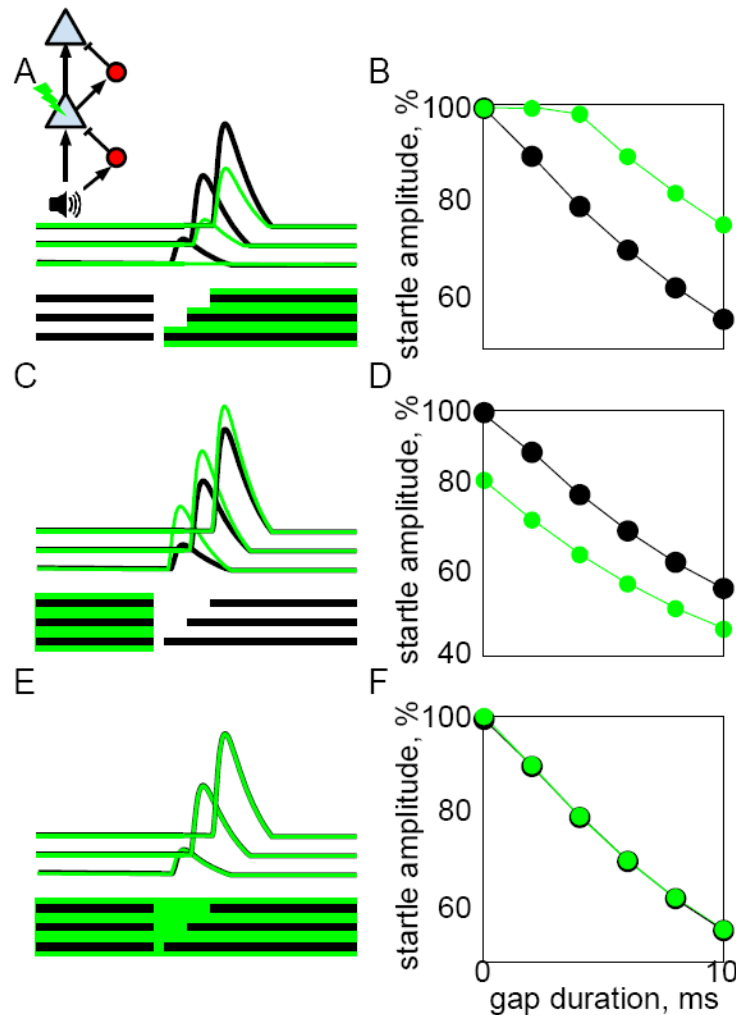 A
B
startle amplitude, %
100
80
60
C
D
startle amplitude, %
100
80
60
40
E
F
startle amplitude, %
100
80
60
0
10
gap duration, ms